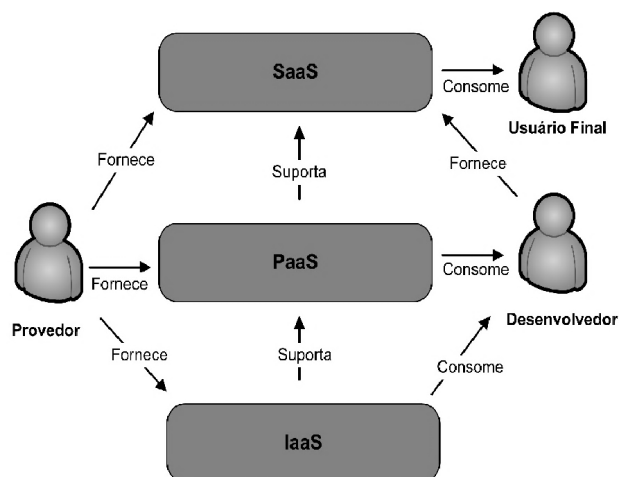 SaaS
Consome
Usuário Final
Fornece
Suporta
Fornece
PaaS
Fornece
Consome
Provedor
Desenvolvedor
Fornece
Suporta
Consome
IaaS